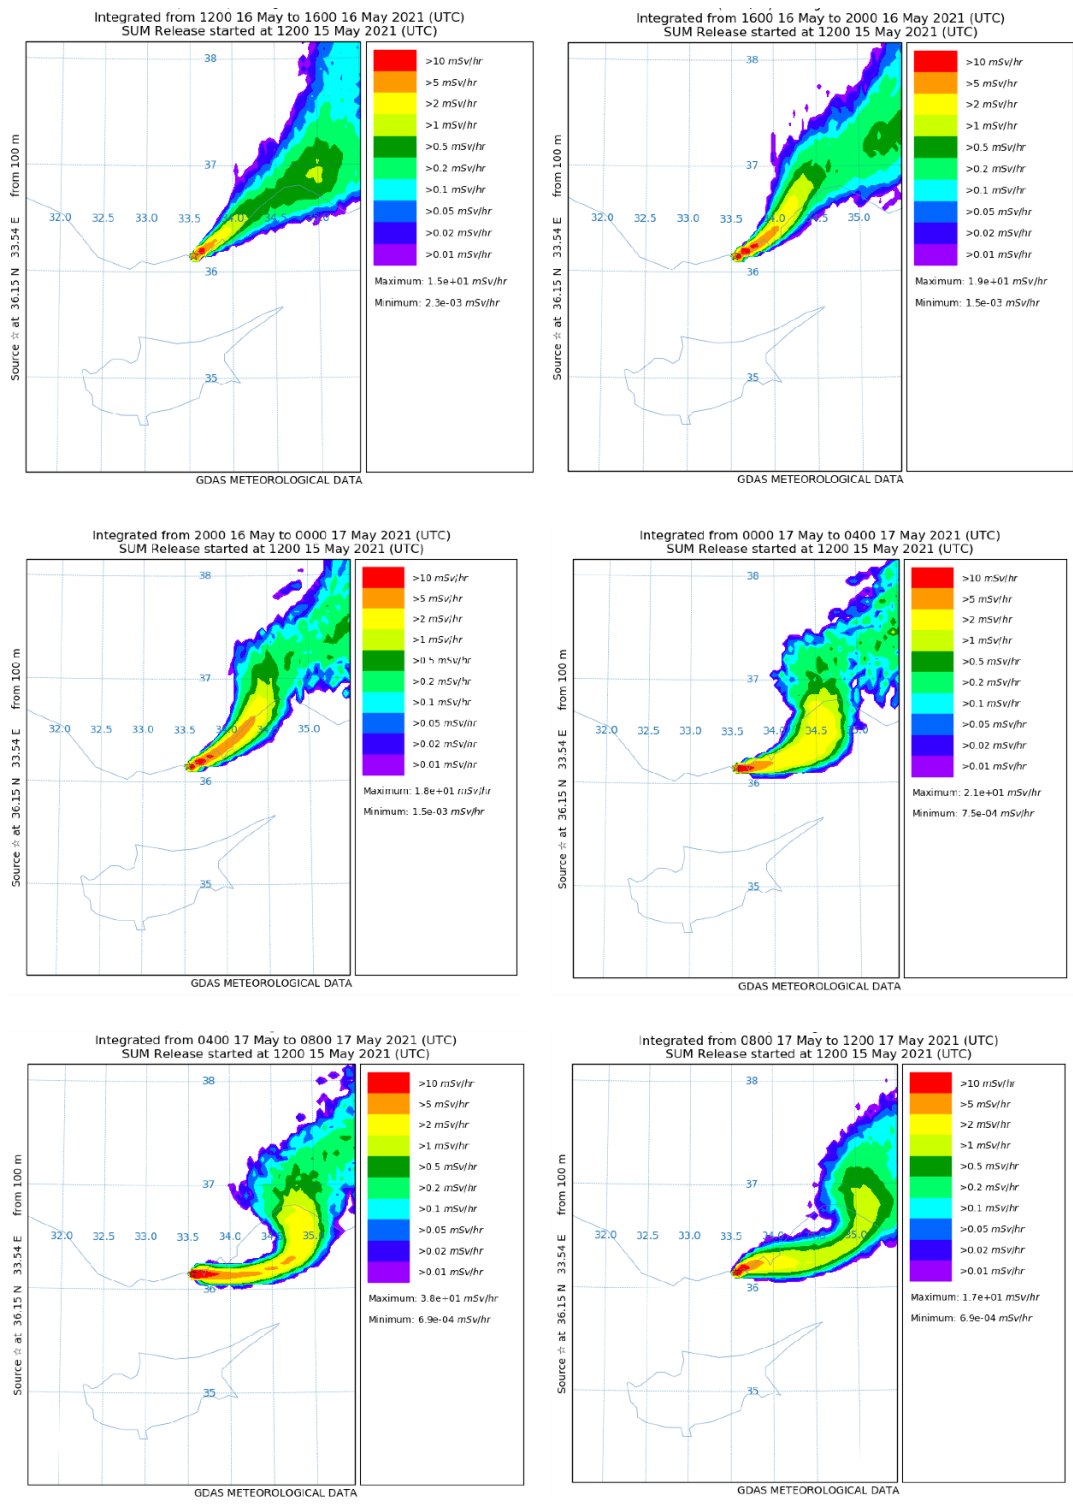 Integrated from 1200 16 May to 1600 16 May 2021 (UTC)
SUM Release started at 1200 15 May 2021 (UTC)
Source ☆ at 36.15 N 33.54 E from 100 m
38
37
32.0 32.5 33.0 33.5 34.0 34.5 35.0
36
35
>10 mSv/hr
>5 mSv/hr
>2 mSv/hr
>1 mSv/hr
>0.5 mSv/hr
>0.2 mSv/hr
>0.1 mSv/hr
>0.05 mSv/hr
>0.02 mSv/hr
>0.01 mSv/hr
Maximum: 1.5e+01 mSv/hr
Minimum: 2.3e-03 mSv/hr
GDAS METEOROLOGICAL DATA
Integrated from 1600 16 May to 2000 16 May 2021 (UTC)
SUM Release started at 1200 15 May 2021 (UTC)
Source ☆ at 36.15 N 33.54 E from 100 m
38
37
32.0 32.5 33.0 33.5 34.0 34.5 35.0
36
35
>10 mSv/hr
>5 mSv/hr
>2 mSv/hr
>1 mSv/hr
>0.5 mSv/hr
>0.2 mSv/hr
>0.1 mSv/hr
>0.05 mSv/hr
>0.02 mSv/hr
>0.01 mSv/hr
Maximum: 1.9e+01 mSv/hr
Minimum: 1.5e-03 mSv/hr
GDAS METEOROLOGICAL DATA
Integrated from 2000 16 May to 0000 17 May 2021 (UTC)
SUM Release started at 1200 15 May 2021 (UTC)
Source ☆ at 36.15 N 33.54 E from 100 m
38
37
32.0 32.5 33.0 33.5 34.0 34.5 35.0
36
35
>10 mSv/hr
>5 mSv/hr
>2 mSv/hr
>1 mSv/hr
>0.5 mSv/hr
>0.2 mSv/hr
>0.1 mSv/hr
>0.05 mSv/hr
>0.02 mSv/hr
>0.01 mSv/hr
Maximum: 1.8e+01 mSv/hr
Minimum: 1.5e-03 mSv/hr
GDAS METEOROLOGICAL DATA
Integrated from 0000 17 May to 0400 17 May 2021 (UTC)
SUM Release started at 1200 15 May 2021 (UTC)
Source ☆ at 36.15 N 33.54 E from 100 m
38
37
32.0 32.5 33.0 33.5 34.0 34.5 35.0
36
35
>10 mSv/hr
>5 mSv/hr
>2 mSv/hr
>1 mSv/hr
>0.5 mSv/hr
>0.2 mSv/hr
>0.1 mSv/hr
>0.05 mSv/hr
>0.02 mSv/hr
>0.01 mSv/hr
Maximum: 2.1e+01 mSv/hr
Minimum: 7.5e-04 mSv/hr
GDAS METEOROLOGICAL DATA
Integrated from 0400 17 May to 0800 17 May 2021 (UTC)
SUM Release started at 1200 15 May 2021 (UTC)
Source ☆ at 36.15 N 33.54 E from 100 m
38
37
32.0 32.5 33.0 33.5 34.0 34.5 35.0
36
35
>10 mSv/hr
>5 mSv/hr
>2 mSv/hr
>1 mSv/hr
>0.5 mSv/hr
>0.2 mSv/hr
>0.1 mSv/hr
>0.05 mSv/hr
>0.02 mSv/hr
>0.01 mSv/hr
Maximum: 3.8e+01 mSv/hr
Minimum: 6.9e-04 mSv/hr
GDAS METEOROLOGICAL DATA
Integrated from 0800 17 May to 1200 17 May 2021 (UTC)
SUM Release started at 1200 15 May 2021 (UTC)
Source ☆ at 36.15 N 33.54 E from 100 m
38
37
32.0 32.5 33.0 33.5 34.0 34.5 35.0
36
35
>10 mSv/hr
>5 mSv/hr
>2 mSv/hr
>1 mSv/hr
>0.5 mSv/hr
>0.2 mSv/hr
>0.1 mSv/hr
>0.05 mSv/hr
>0.02 mSv/hr
>0.01 mSv/hr
Maximum: 1.7e+01 mSv/hr
Minimum: 6.9e-04 mSv/hr
GDAS METEOROLOGICAL DATA